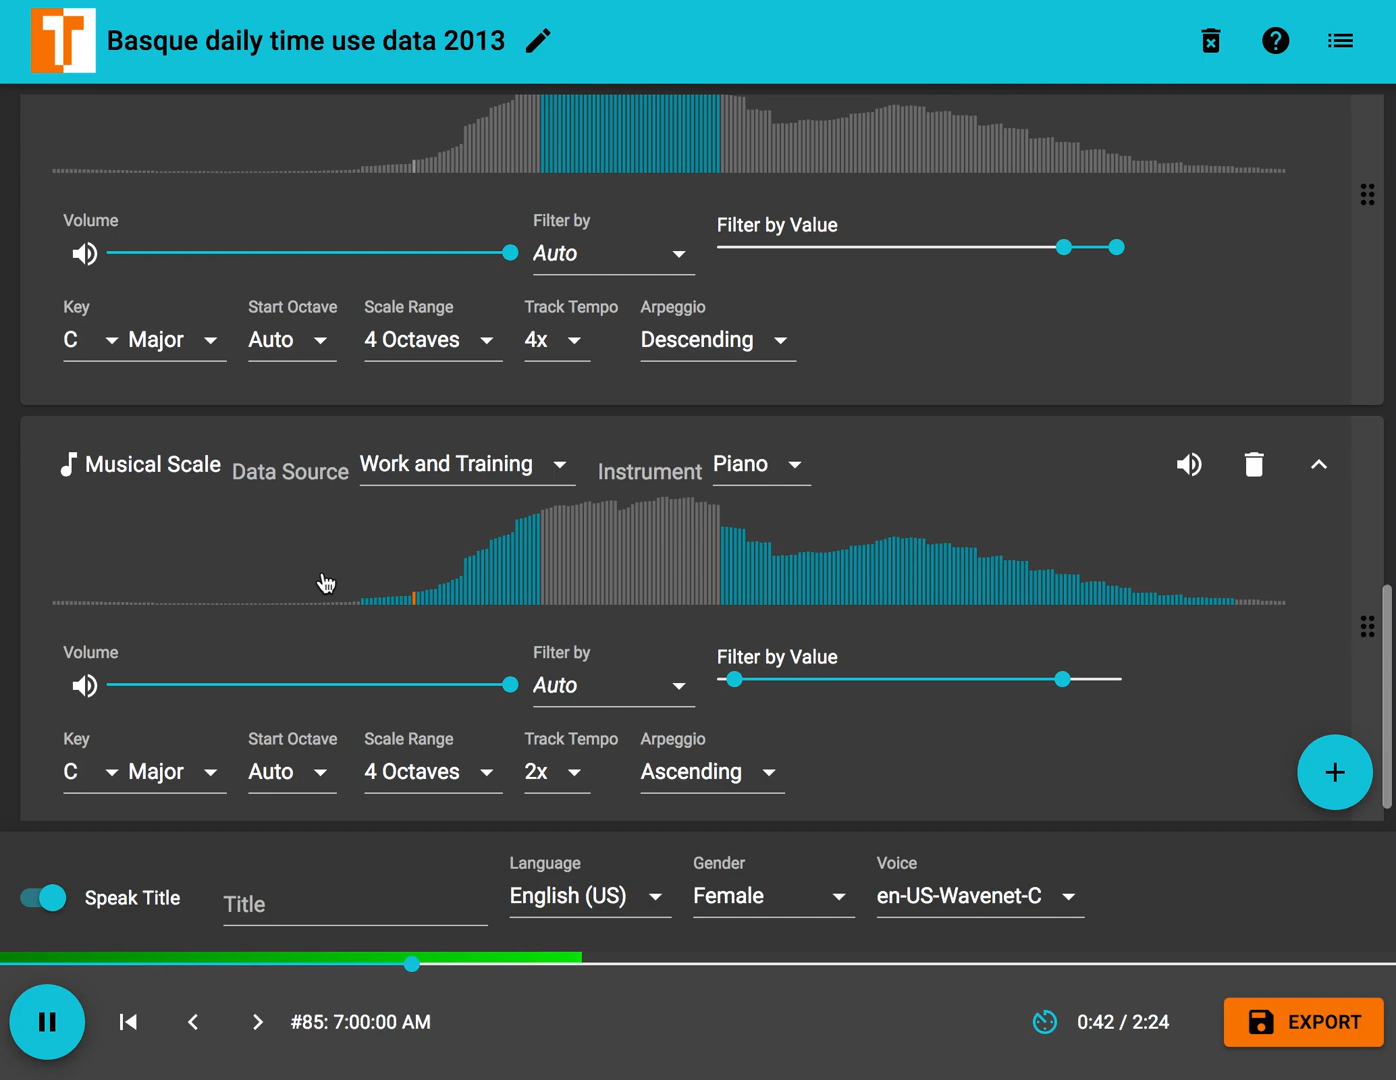 T Basque daily time use data 2013
Volume Filter by Filter by Value
Auto
Key Start Octave Scale Range Track Tempo Arpeggio
C Major Auto 4 Octaves 4x Descending
Musical Scale Data Source Work and Training Instrument Piano
Volume Filter by Filter by Value
Auto
Key Start Octave Scale Range Track Tempo Arpeggio
C Major Auto 4 Octaves 2x Ascending
Language Gender Voice
Speak Title Title English (US) Female en-US-Wavenet-C
#85: 7:00:00 AM 0:42 / 2:24 EXPORT